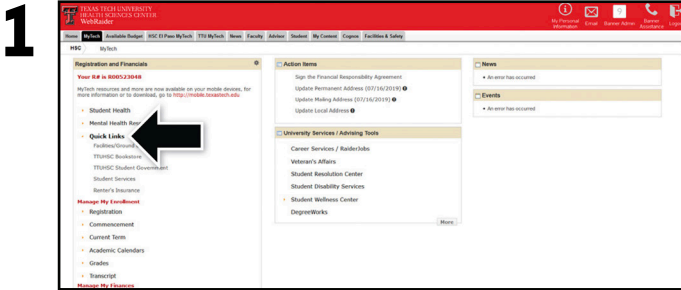 1
TEXAS TECH UNIVERSITY
HEALTH SCIENCES CENTER
WebRaider
My Personal Information
Email
9
Banner Admin
Banner Assistance
Home MyTech Available Budget HSC El Paso MyTech TTU MyTech News Faculty Advisor Student My Content Cognos Facilities & Safety
HSC MyTech
Registration and Financials
Your R# is R00523048
MyTech resources and more are now available on your mobile devices, for
more information or to download, go to http://mobile.texastech.edu
Student Health
Mental Health
Quick Links
Facilities/Ground
TTUHSC Bookstore
TTUHSC Student Government
Student Services
Renter's Insurance
Manage My Enrollment
Registration
Commencement
Current Term
Academic Calendars
Grades
Transcript
Manage My Finances
Action Items
Sign the Financial Responsibility Agreement
Update Permanent Address (07/16/2019)
Update Mailing Address (07/16/2019)
Update Local Address
University Services / Advising Tools
Career Services / RaiderJobs
Veteran's Affairs
Student Resolution Center
Student Disability Services
Student Wellness Center
DegreeWorks
More
News
An error has occurred
Events
An error has occurred